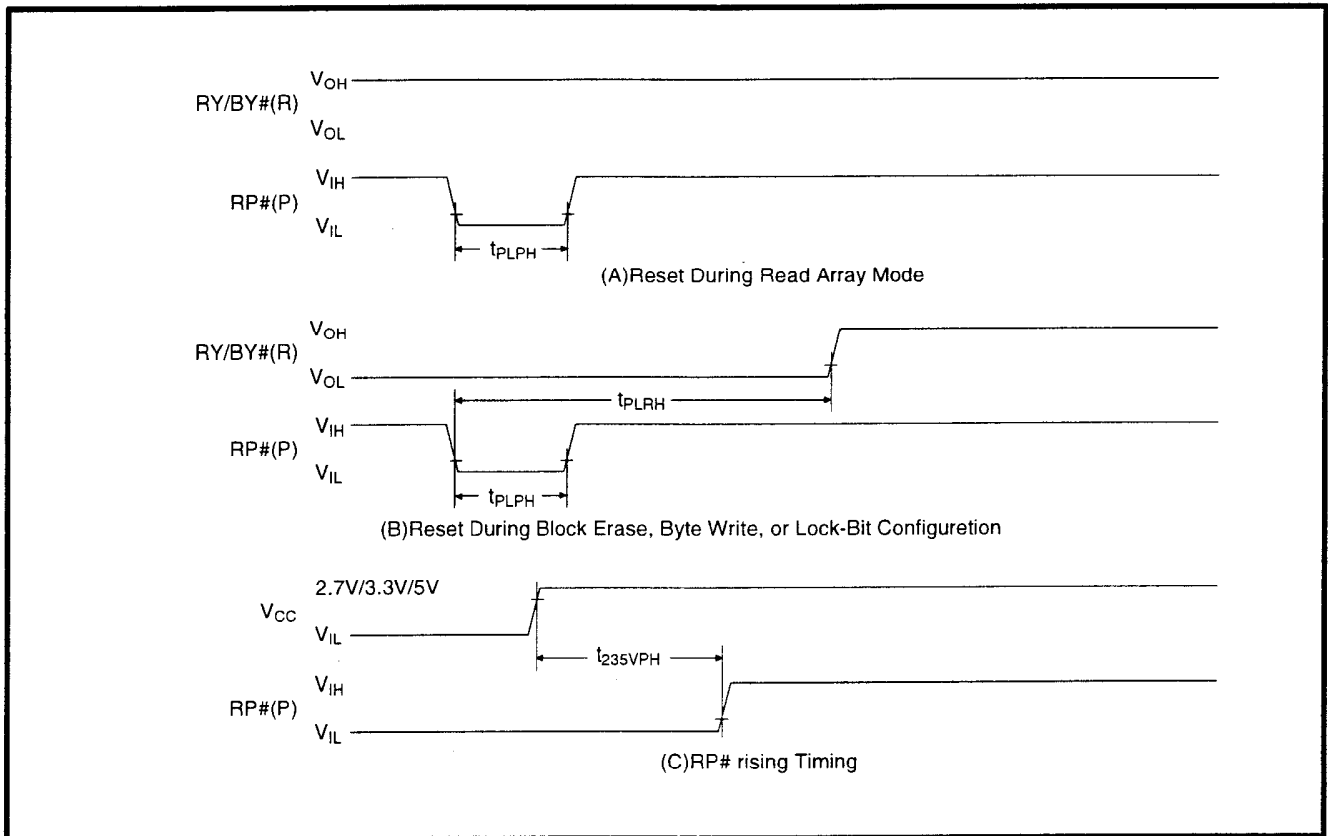 V_OH
RY/BY#(R)
V_OL
V_IH
RP#(P)
V_IL
t_PLPH
(A)Reset During Read Array Mode
V_OH
RY/BY#(R)
V_OL
t_PLRH
V_IH
RP#(P)
V_IL
t_PLPH
(B)Reset During Block Erase, Byte Write, or Lock-Bit Configuretion
2.7V/3.3V/5V
V_CC
V_IL
t_235VPH
V_IH
RP#(P)
V_IL
(C)RP# rising Timing